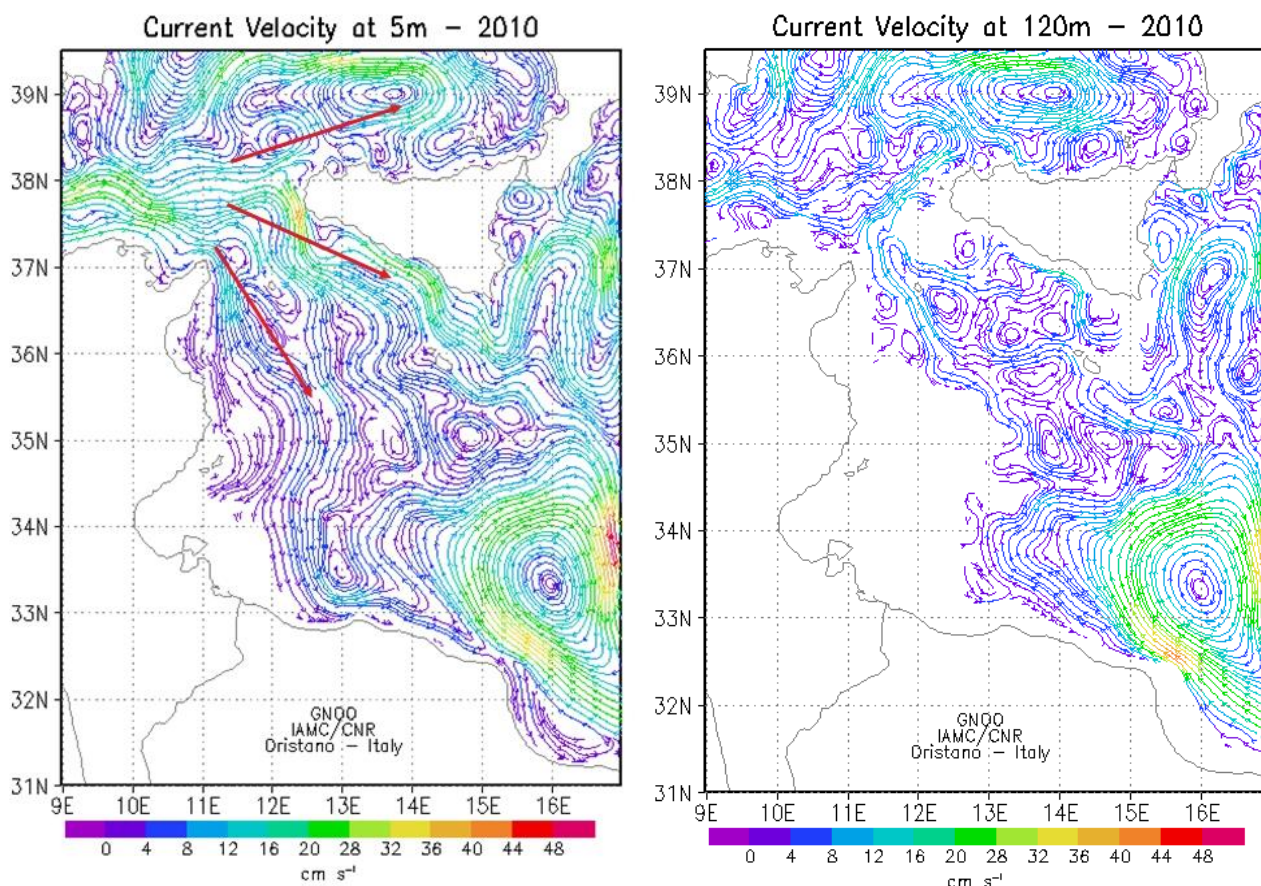 Current Velocity at 5m – 2010
39N
38N
37N
36N
35N
34N
33N
32N
31N
GNOO
IAMC/CNR
Oristano – Italy
9E 10E 11E 12E 13E 14E 15E 16E
0 4 8 12 16 20 28 32 36 40 44 48
cm s⁻¹
Current Velocity at 120m – 2010
39N
38N
37N
36N
35N
34N
33N
32N
31N
GNOO
IAMC/CNR
Oristano – Italy
9E 10E 11E 12E 13E 14E 15E 16E
0 4 8 12 16 20 28 32 36 40 44 48
cm s⁻¹